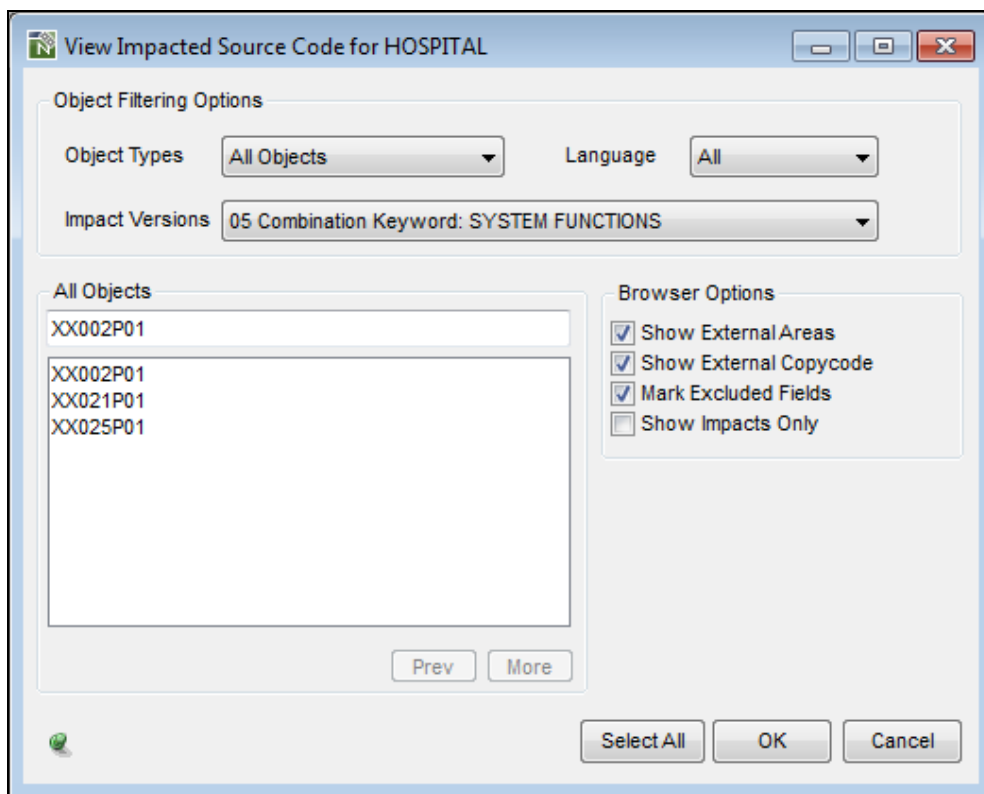 View Impacted Source Code for HOSPITAL
Object Filtering Options
Object Types All Objects Language All
Impact Versions 05 Combination Keyword: SYSTEM FUNCTIONS
All Objects
XX002P01
XX002P01
XX021P01
XX025P01
Prev More
Browser Options
Show External Areas
Show External Copycode
Mark Excluded Fields
Show Impacts Only
Select All OK Cancel